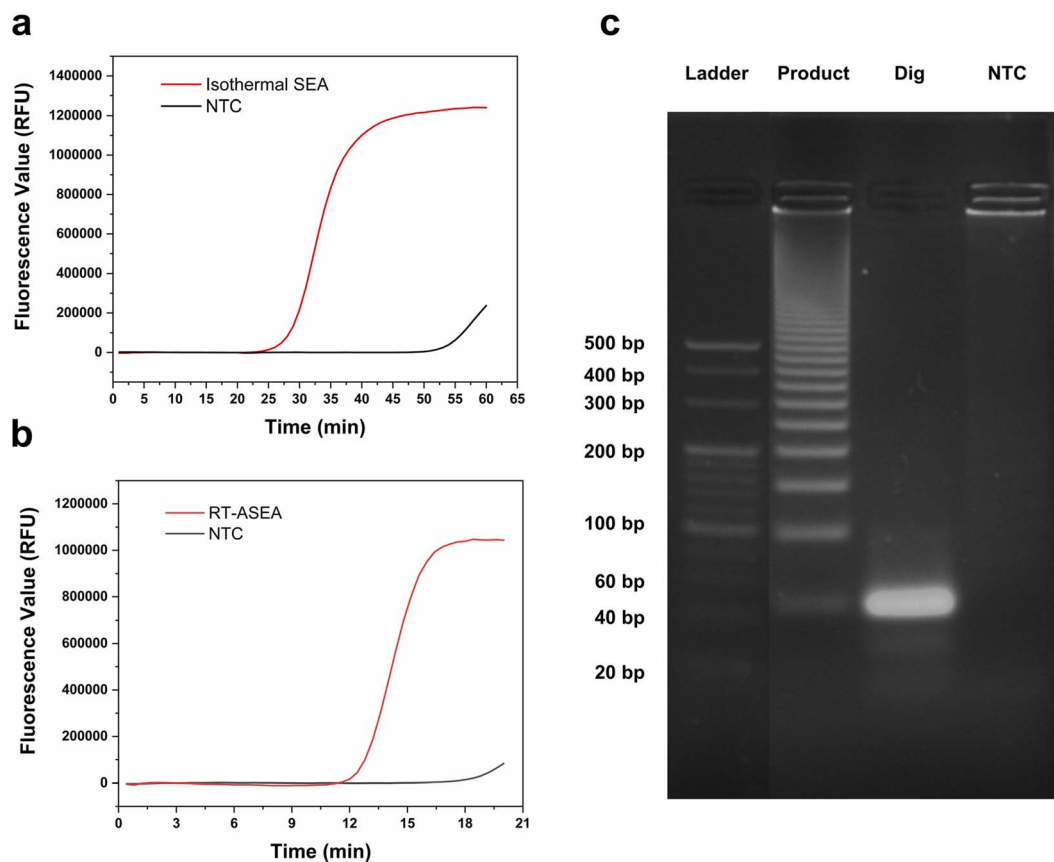 a
Fluorescence Value (RFU)
1400000
1200000
1000000
800000
600000
400000
200000
0
Isothermal SEA
NTC
0 5 10 15 20 25 30 35 40 45 50 55 60 65
Time (min)
b
Fluorescence Value (RFU)
1200000
1000000
800000
600000
400000
200000
0
RT-ASEA
NTC
0 3 6 9 12 15 18 21
Time (min)
c
Ladder Product Dig NTC
500 bp
400 bp
300 bp
200 bp
100 bp
60 bp
40 bp
20 bp